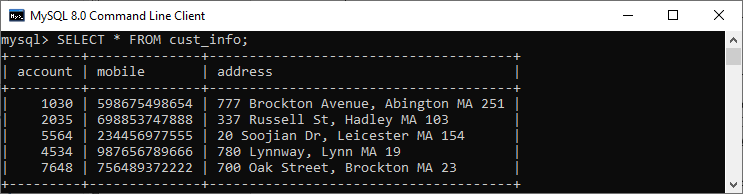 MySQL 8.0 Command Line Client
mysql> SELECT * FROM cust_info;
+---------+--------------+-------------------------------------+
| account | mobile       | address                             |
+---------+--------------+-------------------------------------+
|    1030 | 598675498654 | 777 Brockton Avenue, Abington MA 251 |
|    2035 | 698853747888 | 337 Russell St, Hadley MA 103       |
|    5564 | 234456977555 | 20 Soojian Dr, Leicester MA 154     |
|    4534 | 987656789666 | 780 Lynnway, Lynn MA 19             |
|    7648 | 756489372222 | 700 Oak Street, Brockton MA 23      |
+---------+--------------+-------------------------------------+